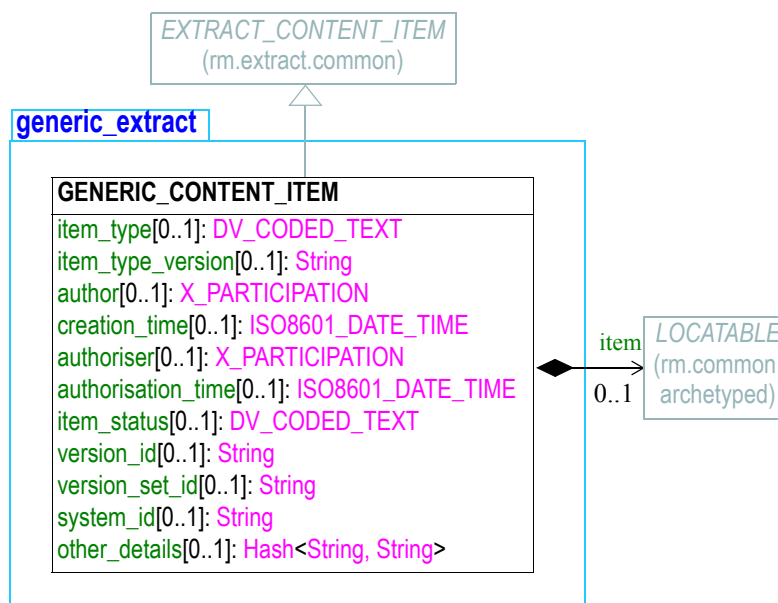 EXTRACT_CONTENT_ITEM
(rm.extract.common)
generic_extract
GENERIC_CONTENT_ITEM
item_type[0..1]: DV_CODED_TEXT
item_type_version[0..1]: String
author[0..1]: X_PARTICIPATION
creation_time[0..1]: ISO8601_DATE_TIME
authoriser[0..1]: X_PARTICIPATION
authorisation_time[0..1]: ISO8601_DATE_TIME
item_status[0..1]: DV_CODED_TEXT
version_id[0..1]: String
version_set_id[0..1]: String
system_id[0..1]: String
other_details[0..1]: Hash<String, String>
item
0..1
LOCATABLE
(rm.common
archetyped)